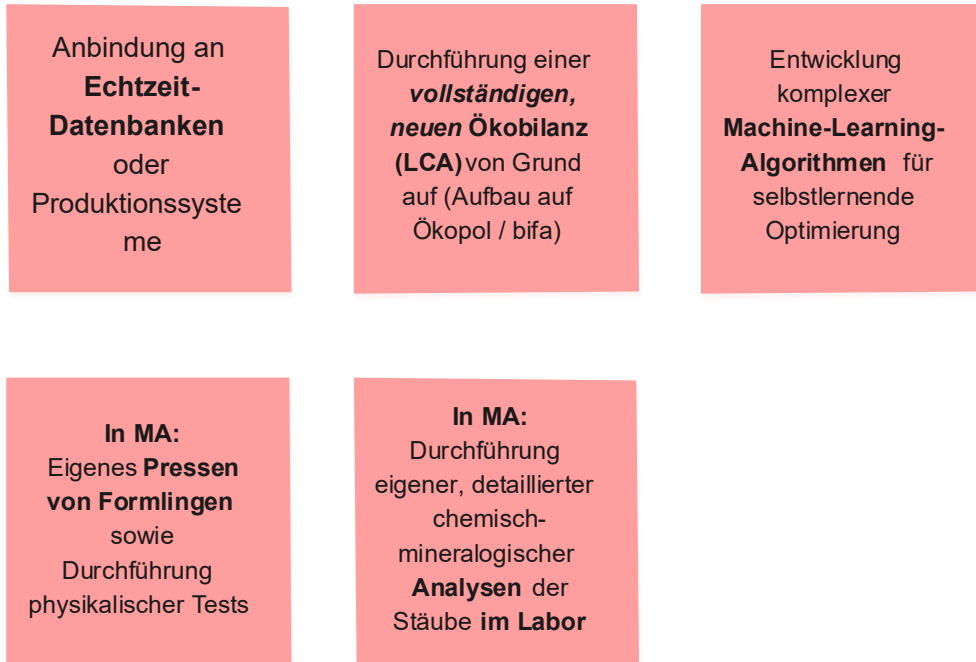 Anbindung an
Echtzeit-
Datenbanken
oder
Produktionssyste
me
Durchführung einer
vollständigen,
neuen Ökobilanz
(LCA) von Grund
auf (Aufbau auf
Ökopol / bifa)
Entwicklung
komplexer
Machine-Learning-
Algorithmen für
selbstlernende
Optimierung
In MA:
Eigenes Pressen
von Formlingen
sowie
Durchführung
physikalischer Tests
In MA:
Durchführung
eigener, detaillierter
chemisch-
mineralogischer
Analysen der
Stäube im Labor